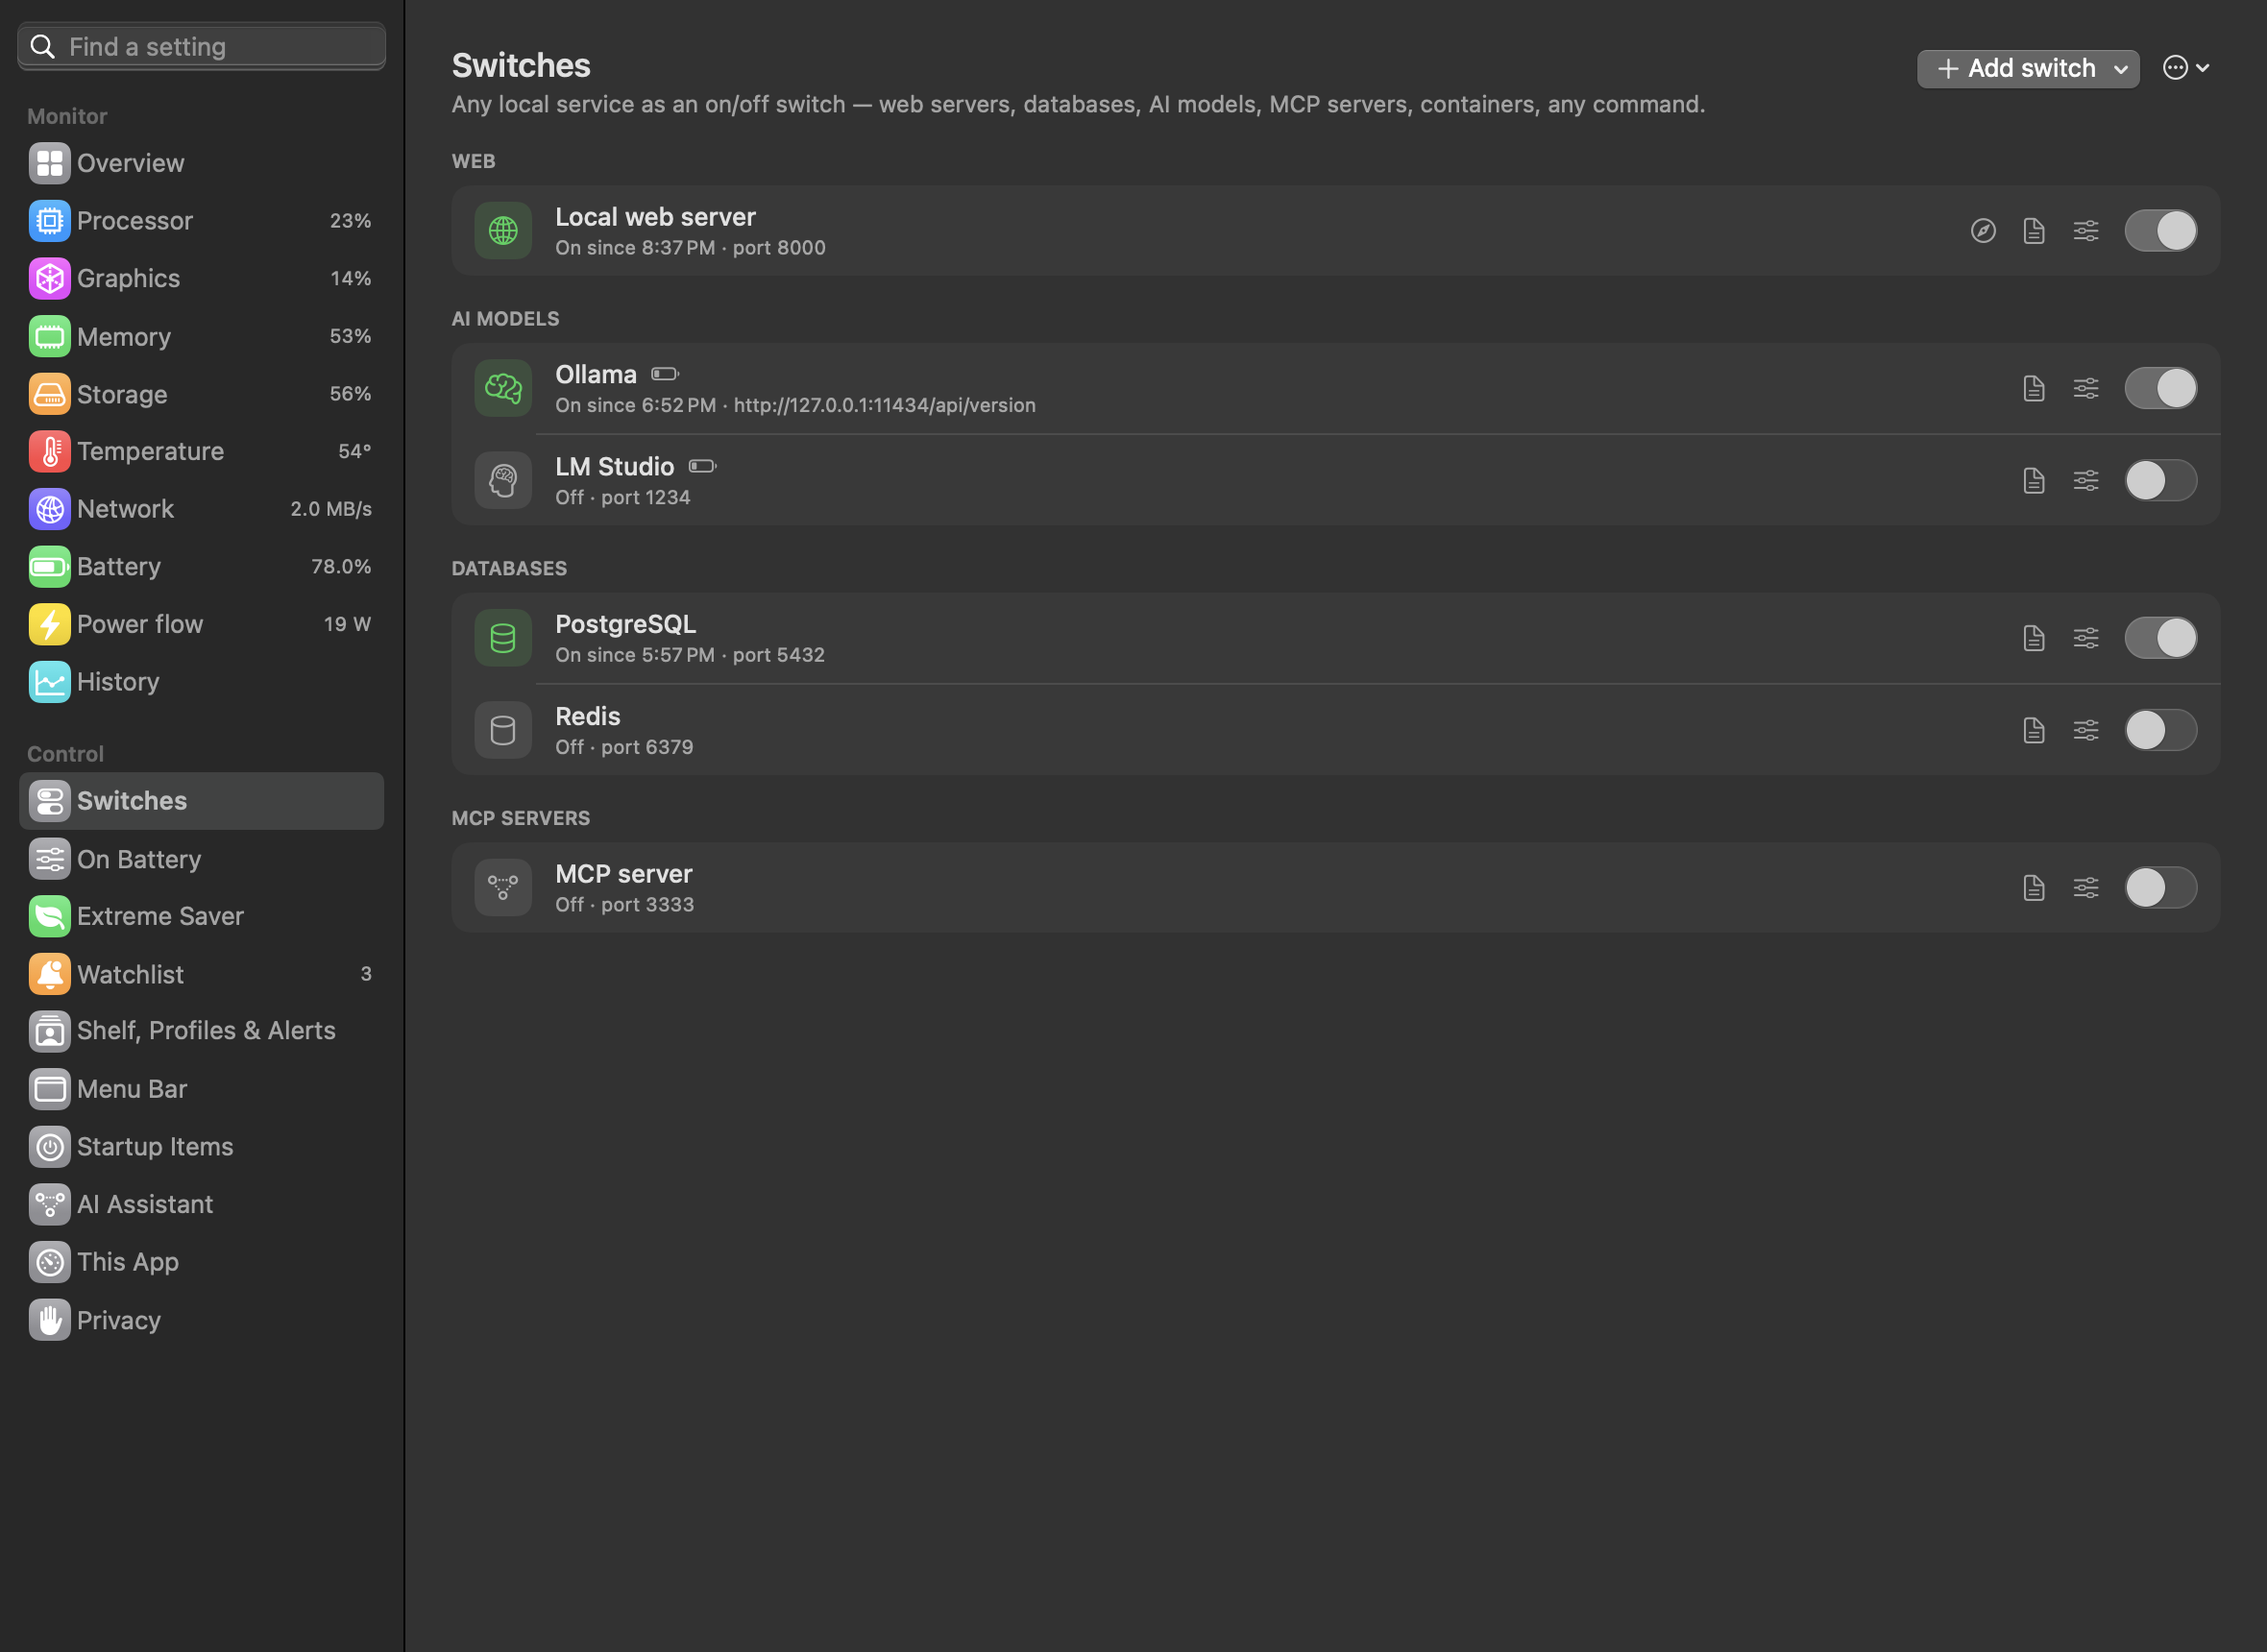 Find a setting
Monitor
Overview
Processor 23%
Graphics 14%
Memory 53%
Storage 56%
Temperature 54°
Network 2.0 MB/s
Battery 78.0%
Power flow 19 W
History
Control
Switches
On Battery
Extreme Saver
Watchlist 3
Shelf, Profiles & Alerts
Menu Bar
Startup Items
AI Assistant
This App
Privacy
Switches
Add switch
Any local service as an on/off switch — web servers, databases, AI models, MCP servers, containers, any command.
WEB
Local web server
On since 8:37 PM · port 8000
AI MODELS
Ollama
On since 6:52 PM · http://127.0.0.1:11434/api/version
LM Studio
Off · port 1234
DATABASES
PostgreSQL
On since 5:57 PM · port 5432
Redis
Off · port 6379
MCP SERVERS
MCP server
Off · port 3333